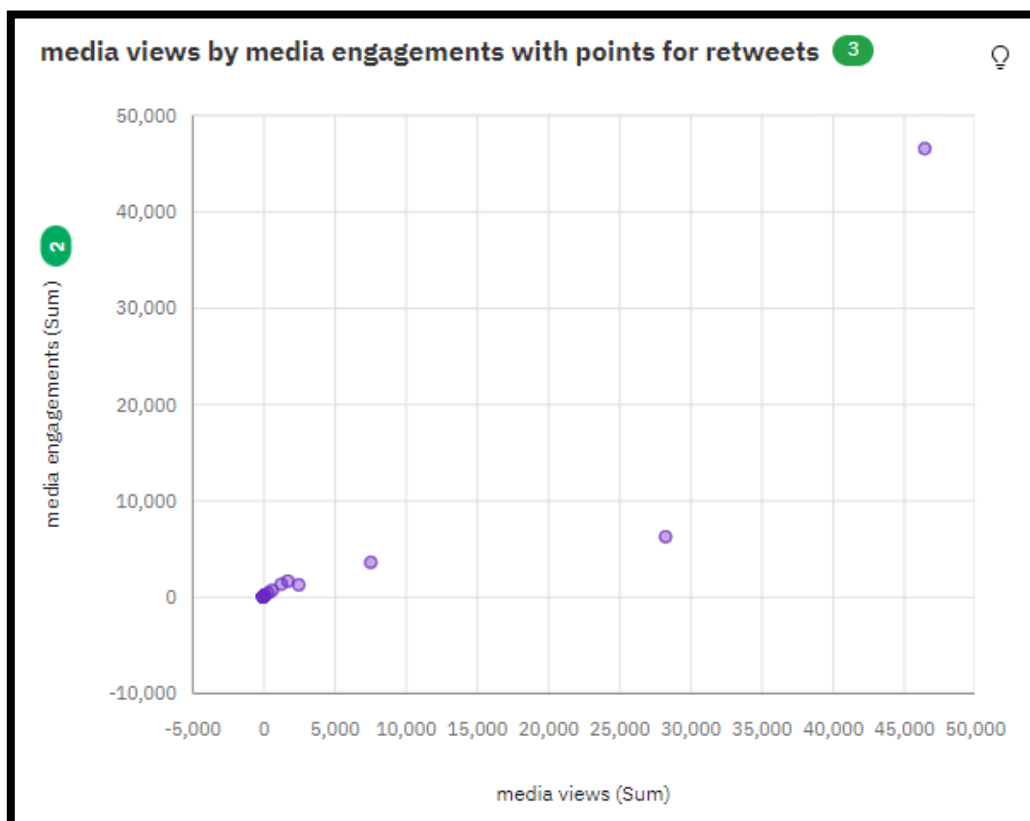 media views by media engagements with points for retweets 3
50,000
40,000
30,000
20,000
10,000
0
-10,000
media engagements (Sum) 2
-5,000 0 5,000 10,000 15,000 20,000 25,000 30,000 35,000 40,000 45,000 50,000
media views (Sum)